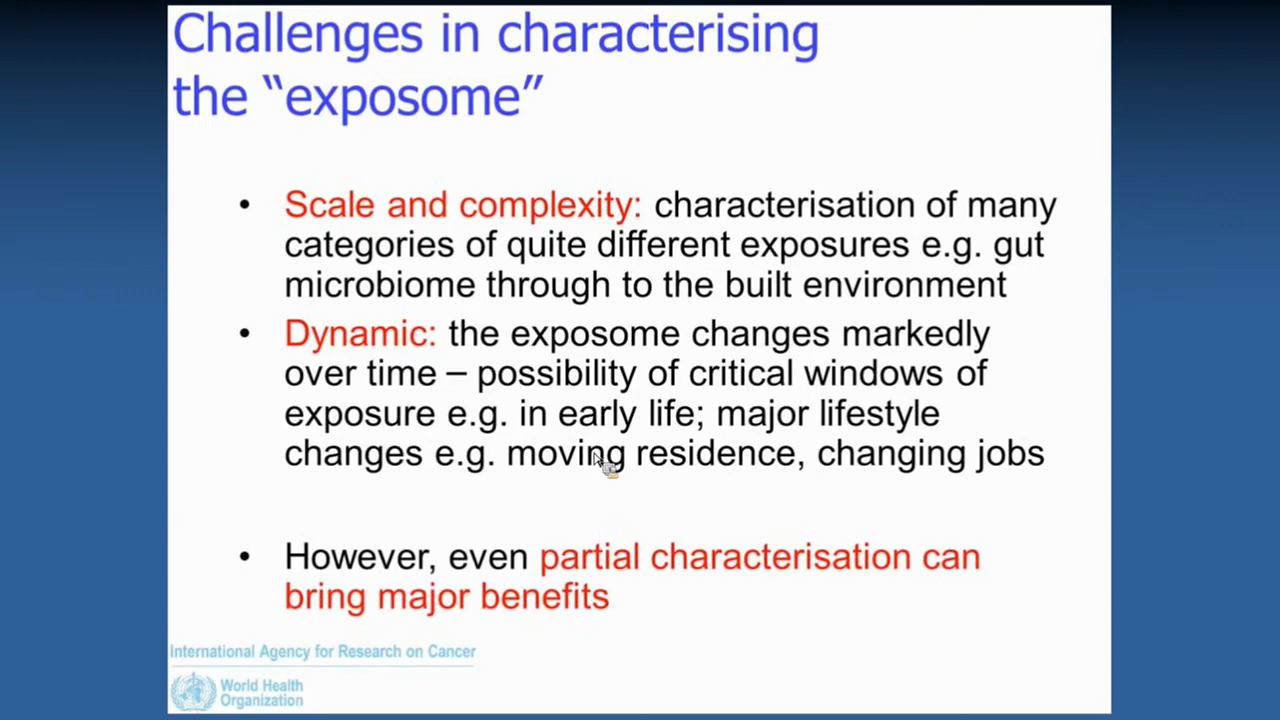 Challenges in characterising
the “exposome”
• Scale and complexity: characterisation of many
categories of quite different exposures e.g. gut
microbiome through to the built environment
• Dynamic: the exposome changes markedly
over time – possibility of critical windows of
exposure e.g. in early life; major lifestyle
changes e.g. moving residence, changing jobs
• However, even partial characterisation can
bring major benefits
International Agency for Research on Cancer
World Health
Organization